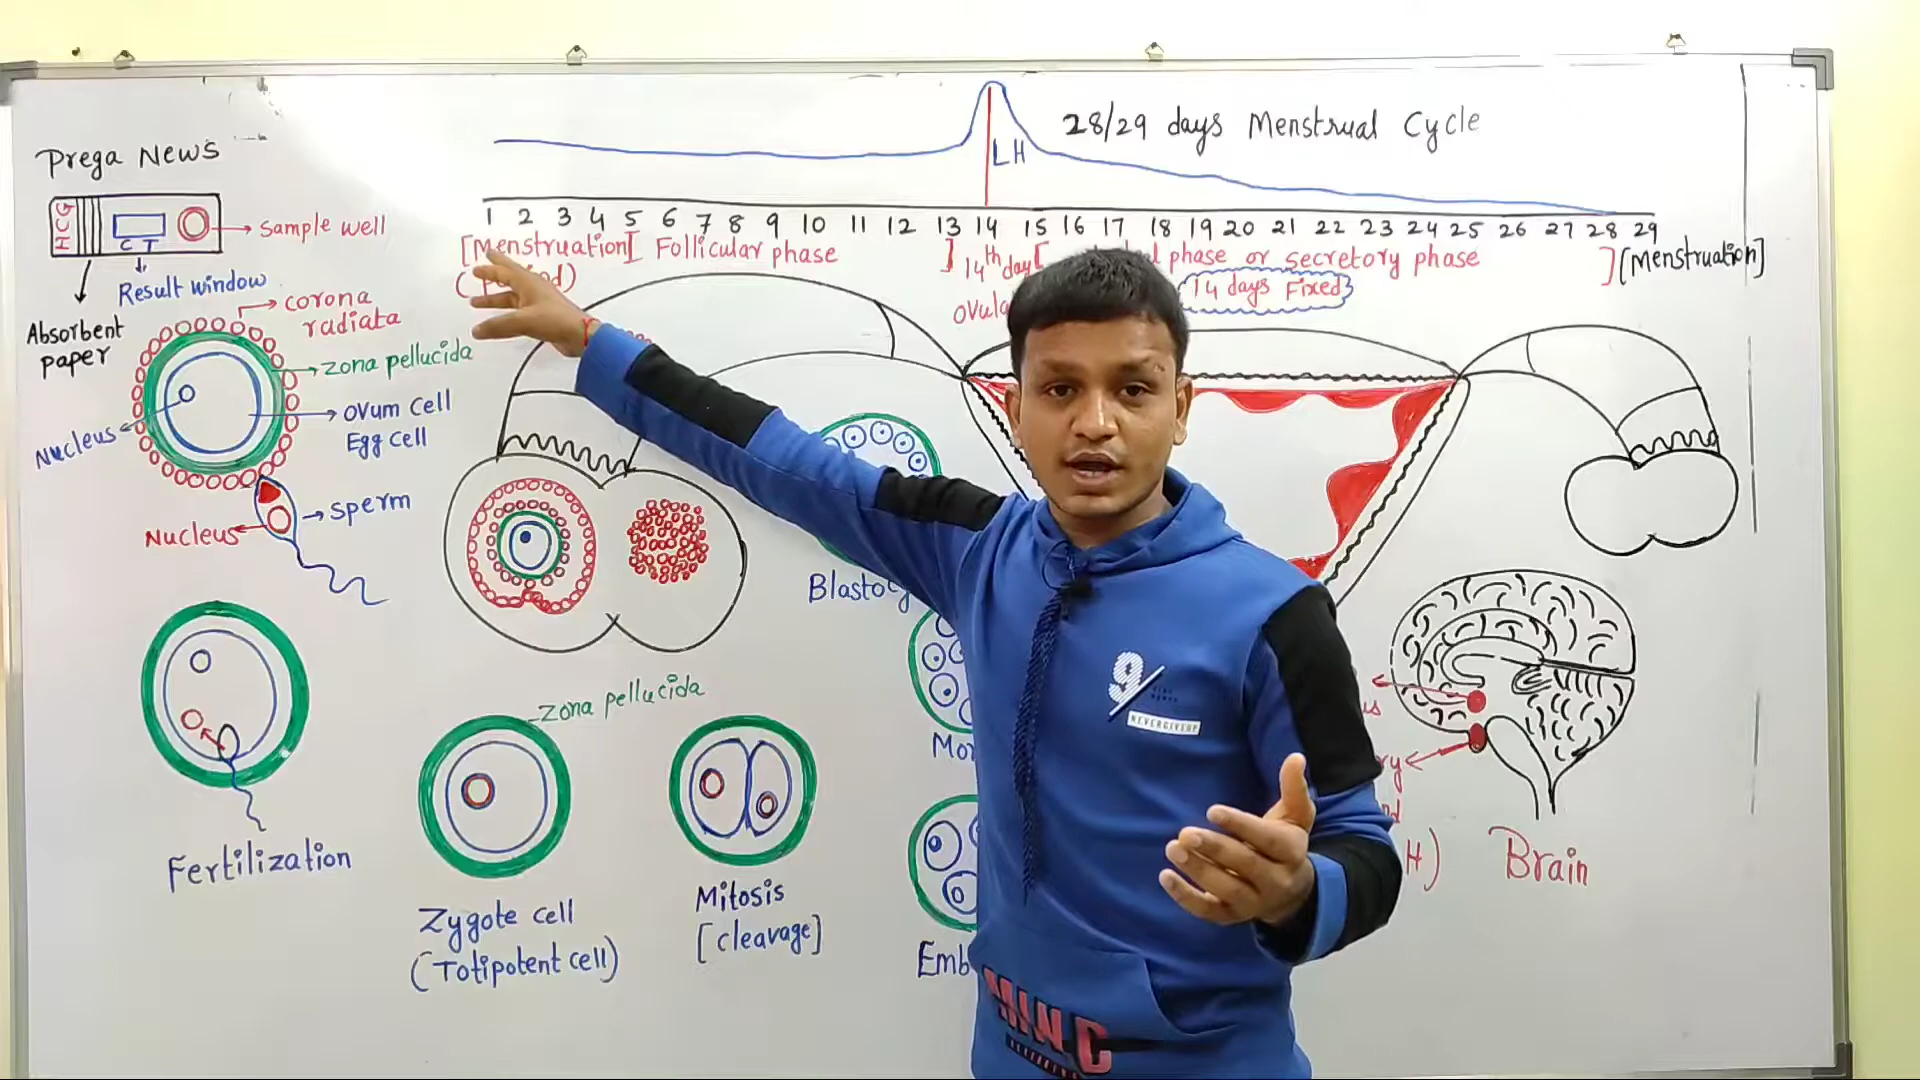 28/29 days Menstrual Cycle
LH
1 2 3 4 5 6 7 8 9 10 11 12 13 14 15 16 17 18 19 20 21 22 23 24 25 26 27 28 29
[Menstruation][ Follicular phase ] 14th day [ phase or secretory phase ] [Menstruation]
14 days Fixed
Prega News
HCG
C T
Sample well
Result window
Absorbent
paper
corona
radiata
zona pellucida
ovum cell
Egg cell
Nucleus
sperm
Nucleus
Fertilization
zona pellucida
Zygote cell
(Totipotent cell)
Mitosis
[cleavage]
Brain
9
NEVERGIVEUP